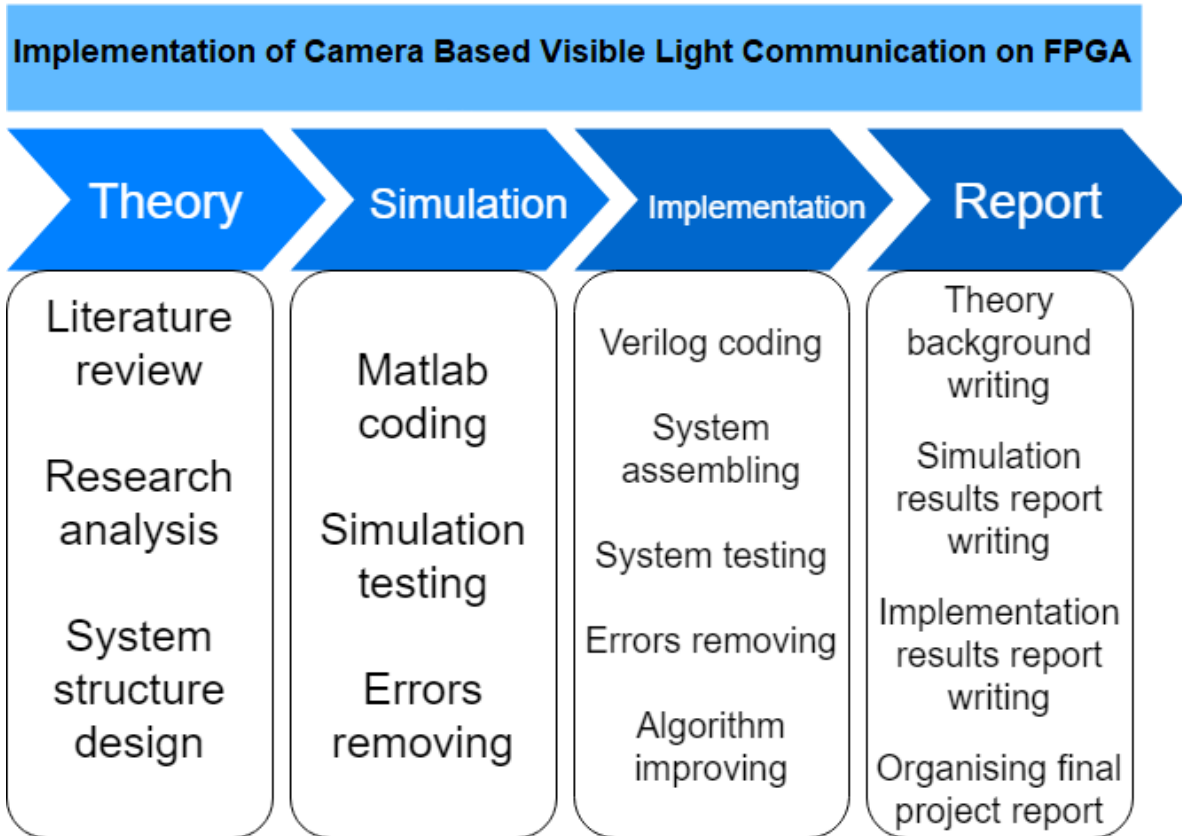 Implementation of Camera Based Visible Light Communication on FPGA
Theory
Literature
review
Research
analysis
System
structure
design
Simulation
Matlab
coding
Simulation
testing
Errors
removing
Implementation
Verilog coding
System
assembling
System testing
Errors removing
Algorithm
improving
Report
Theory
background
writing
Simulation
results report
writing
Implementation
results report
writing
Organising final
project report